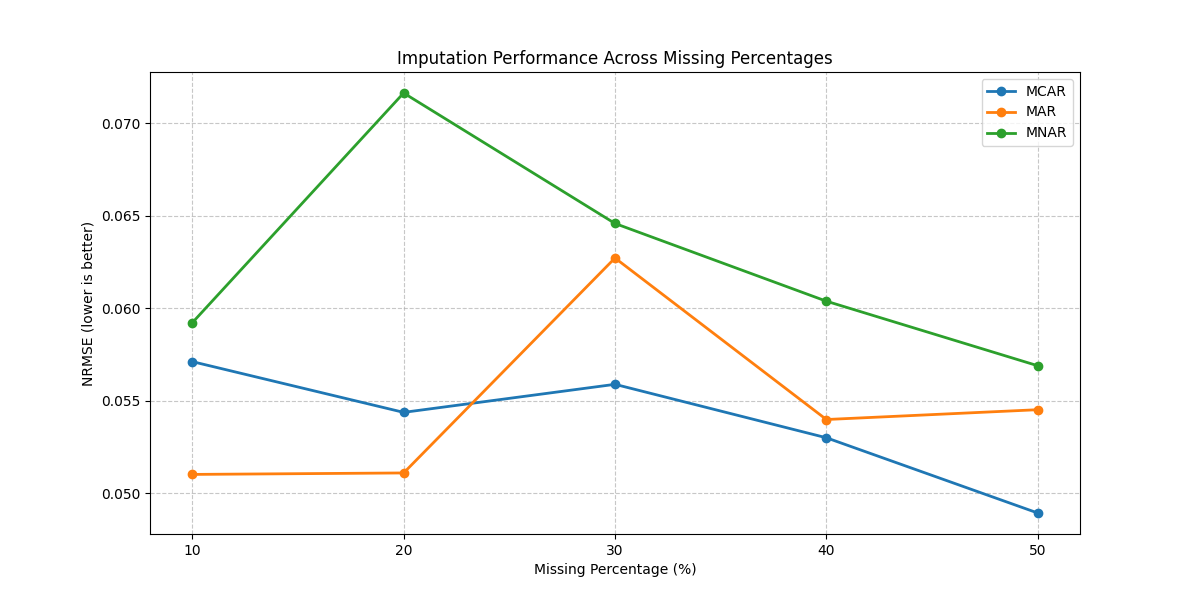 Imputation Performance Across Missing Percentages
MCAR
MAR
MNAR
NRMSE (lower is better)
0.070
0.065
0.060
0.055
0.050
10 20 30 40 50
Missing Percentage (%)